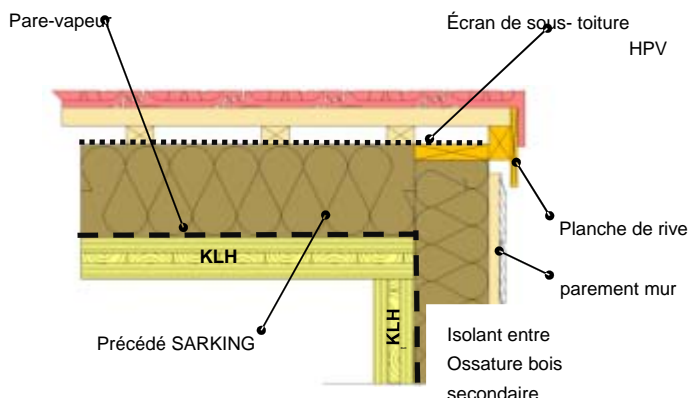 Pare-vapeur
Écran de sous- toiture
HPV
KLH
Planche de rive
KLH
parement mur
Précédé SARKING
Isolant entre
Ossature bois
secondaire